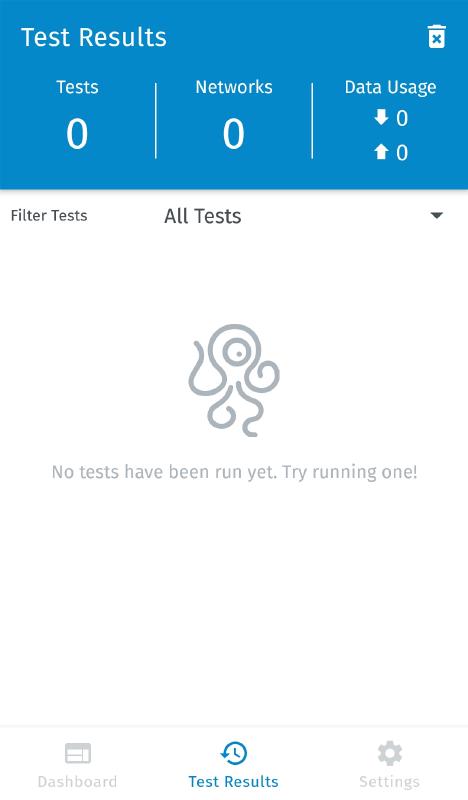 Test Results
Tests
Networks
Data Usage
0
0
0
0
Filter Tests
All Tests
No tests have been run yet. Try running one!
Dashboard
Test Results
Settings